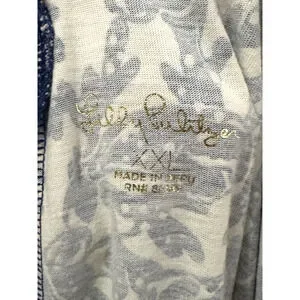 Lilly Pulitzer
XXL
MADE IN PERU
RN#